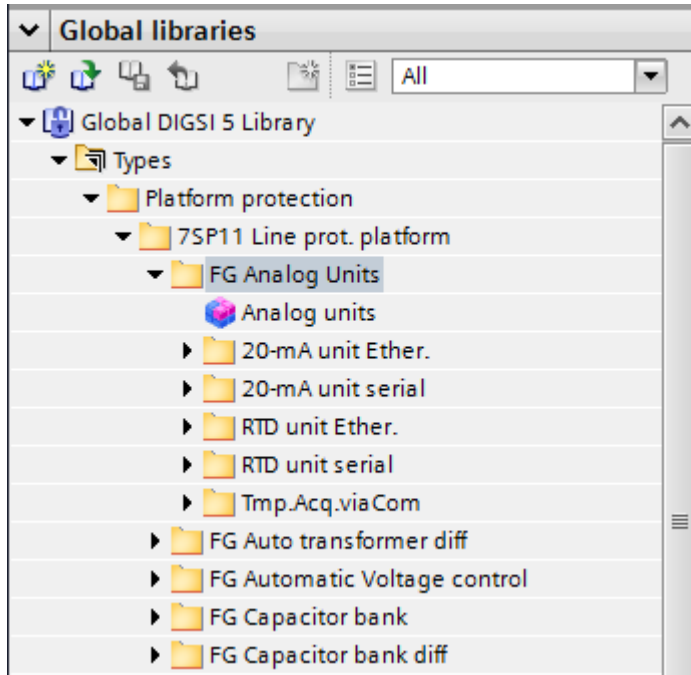 Global libraries
All
Global DIGSI 5 Library
Types
Platform protection
7SP11 Line prot. platform
FG Analog Units
Analog units
20-mA unit Ether.
20-mA unit serial
RTD unit Ether.
RTD unit serial
Tmp.Acq.viaCom
FG Auto transformer diff
FG Automatic Voltage control
FG Capacitor bank
FG Capacitor bank diff